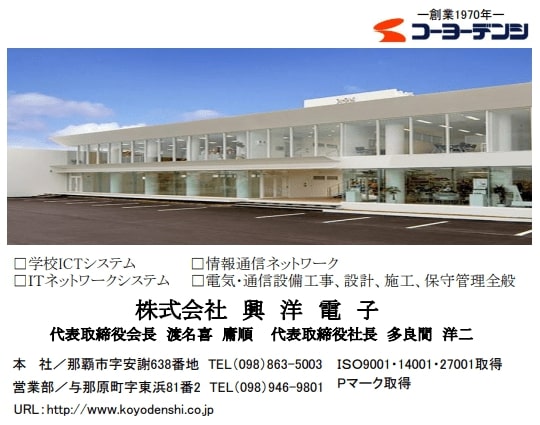 ―創業1970年―
コーヨーデンシ
□学校ICTシステム　□情報通信ネットワーク
□ITネットワークシステム　□電気・通信設備工事、設計、施工、保守管理全般
株式会社 興洋電子
代表取締役会長 渡名喜 庸順　代表取締役社長 多良間 洋二
本　社／那覇市字安謝638番地 TEL(098)863-5003 ISO9001・14001・27001取得
営業部／与那原町字東浜81番2 TEL(098)946-9801 Pマーク取得
URL：http://www.koyodenshi.co.jp